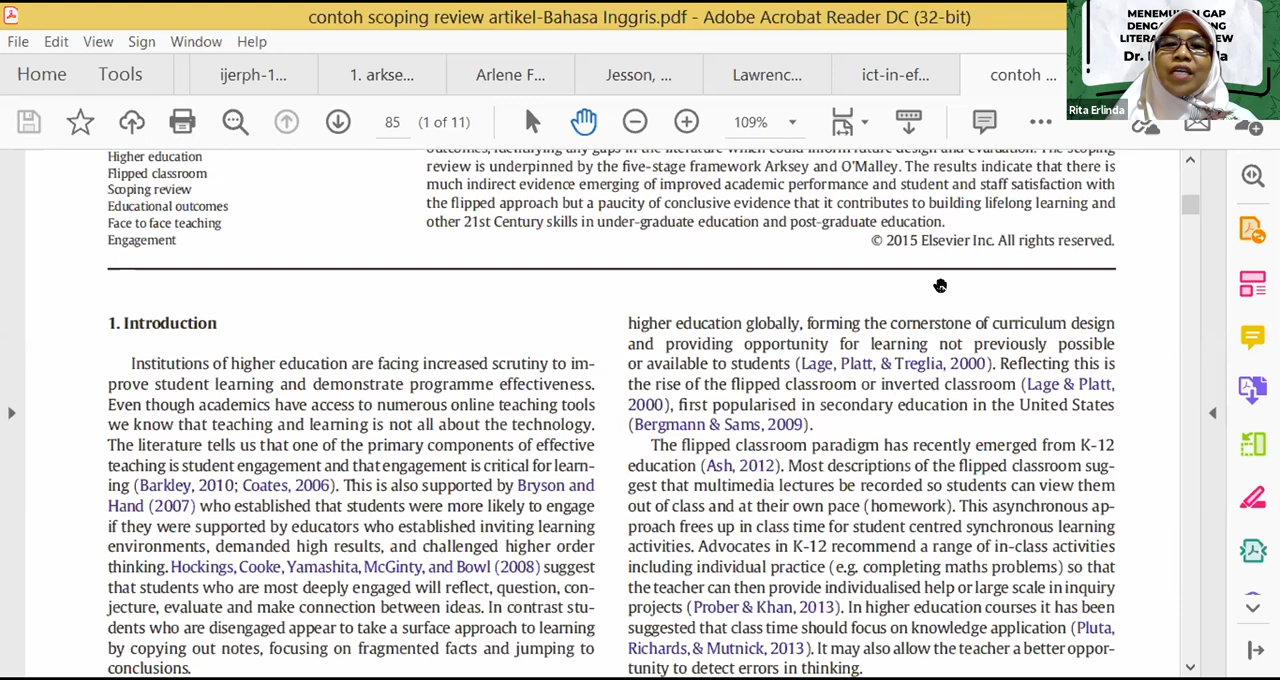 contoh scoping review artikel-Bahasa Inggris.pdf - Adobe Acrobat Reader DC (32-bit)
File Edit View Sign Window Help
Home Tools ijerph-1... 1. arkse... Arlene F... Jesson, ... Lawrenc... ict-in-ef... contoh ...
85 (1 of 11) 109%
MENEMUKAN GAP
LITERA
Rita Erlinda
Higher education
Flipped classroom
Scoping review
Educational outcomes
Face to face teaching
Engagement
outcomes, identifying any gaps in the literature which could inform future design and evaluation. The scoping
review is underpinned by the five-stage framework Arksey and O'Malley. The results indicate that there is
much indirect evidence emerging of improved academic performance and student and staff satisfaction with
the flipped approach but a paucity of conclusive evidence that it contributes to building lifelong learning and
other 21st Century skills in under-graduate education and post-graduate education.
© 2015 Elsevier Inc. All rights reserved.
1. Introduction
Institutions of higher education are facing increased scrutiny to im-
prove student learning and demonstrate programme effectiveness.
Even though academics have access to numerous online teaching tools
we know that teaching and learning is not all about the technology.
The literature tells us that one of the primary components of effective
teaching is student engagement and that engagement is critical for learn-
ing (Barkley, 2010; Coates, 2006). This is also supported by Bryson and
Hand (2007) who established that students were more likely to engage
if they were supported by educators who established inviting learning
environments, demanded high results, and challenged higher order
thinking. Hockings, Cooke, Yamashita, McGinty, and Bowl (2008) suggest
that students who are most deeply engaged will reflect, question, con-
jecture, evaluate and make connection between ideas. In contrast stu-
dents who are disengaged appear to take a surface approach to learning
by copying out notes, focusing on fragmented facts and jumping to
conclusions.
higher education globally, forming the cornerstone of curriculum design
and providing opportunity for learning not previously possible
or available to students (Lage, Platt, & Treglia, 2000). Reflecting this is
the rise of the flipped classroom or inverted classroom (Lage & Platt,
2000), first popularised in secondary education in the United States
(Bergmann & Sams, 2009).
The flipped classroom paradigm has recently emerged from K-12
education (Ash, 2012). Most descriptions of the flipped classroom sug-
gest that multimedia lectures be recorded so students can view them
out of class and at their own pace (homework). This asynchronous ap-
proach frees up in class time for student centred synchronous learning
activities. Advocates in K-12 recommend a range of in-class activities
including individual practice (e.g. completing maths problems) so that
the teacher can then provide individualised help or large scale in inquiry
projects (Prober & Khan, 2013). In higher education courses it has been
suggested that class time should focus on knowledge application (Pluta,
Richards, & Mutnick, 2013). It may also allow the teacher a better oppor-
tunity to detect errors in thinking.